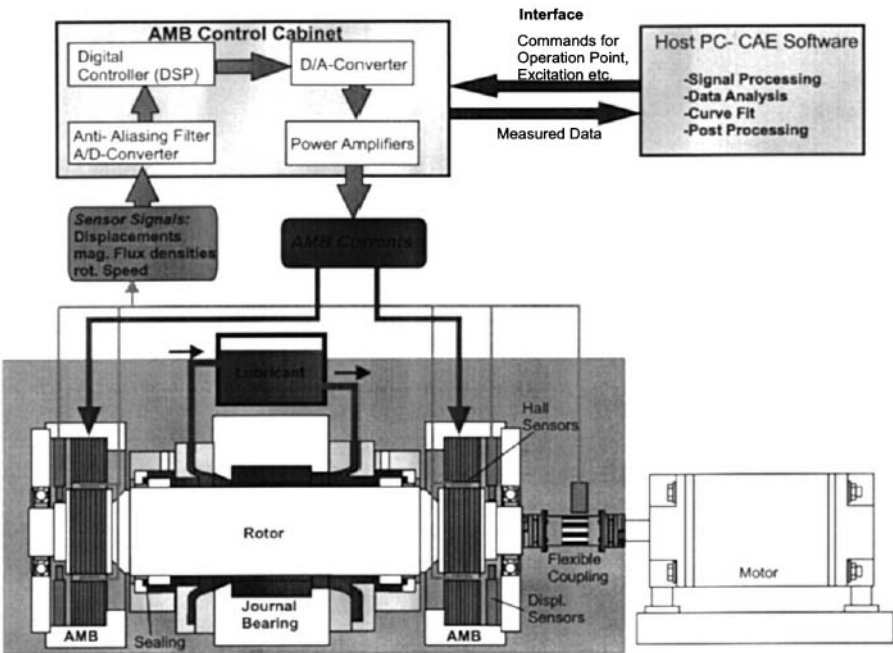 AMB Control Cabinet
Digital
Controller (DSP)
D/A-Converter
Anti- Aliasing Filter
A/D-Converter
Power Amplifiers
Interface
Commands for
Operation Point,
Excitation etc.
Measured Data
Host PC- CAE Software
-Signal Processing
-Data Analysis
-Curve Fit
-Post Processing
Sensor Signals:
Displacements
mag. Flux densities
rot. Speed
AMB Currents
Lubricant
Hall
Sensors
Rotor
Flexible
Coupling
Motor
Journal
Bearing
Displ.
Sensors
AMB
Sealing
AMB